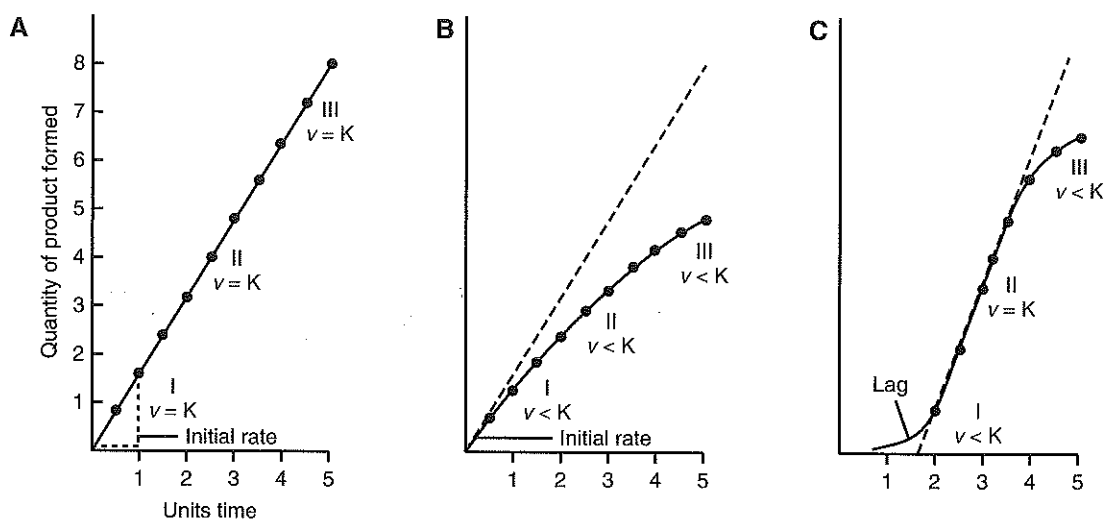 A
Quantity of product formed
8
7
6
5
4
3
2
1
III
v = K
II
v = K
I
v = K
Initial rate
1 2 3 4 5
Units time
B
III
v < K
II
v < K
I
v < K
Initial rate
1 2 3 4 5
C
III
v < K
II
v = K
Lag
I
v < K
1 2 3 4 5